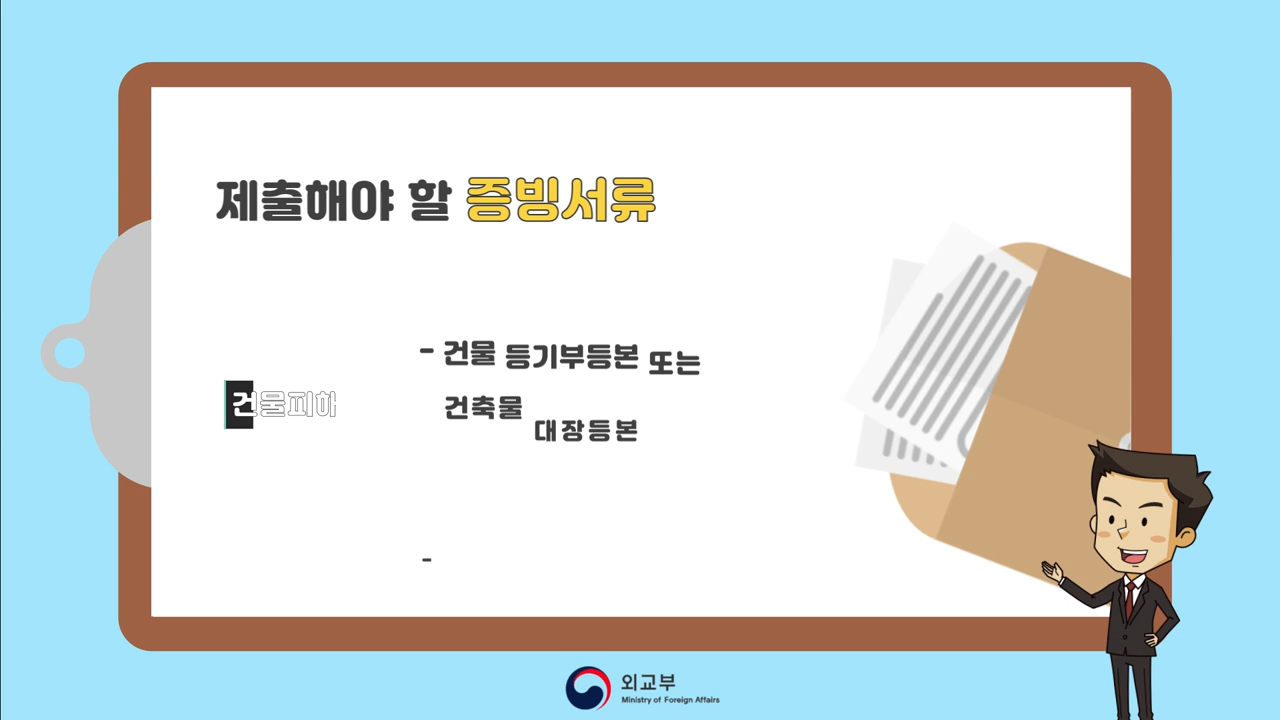 제출해야 할 증빙서류
- 건물 등기부등본 또는
건물피해
건축물 대장등본
-
외교부
Ministry of Foreign Affairs